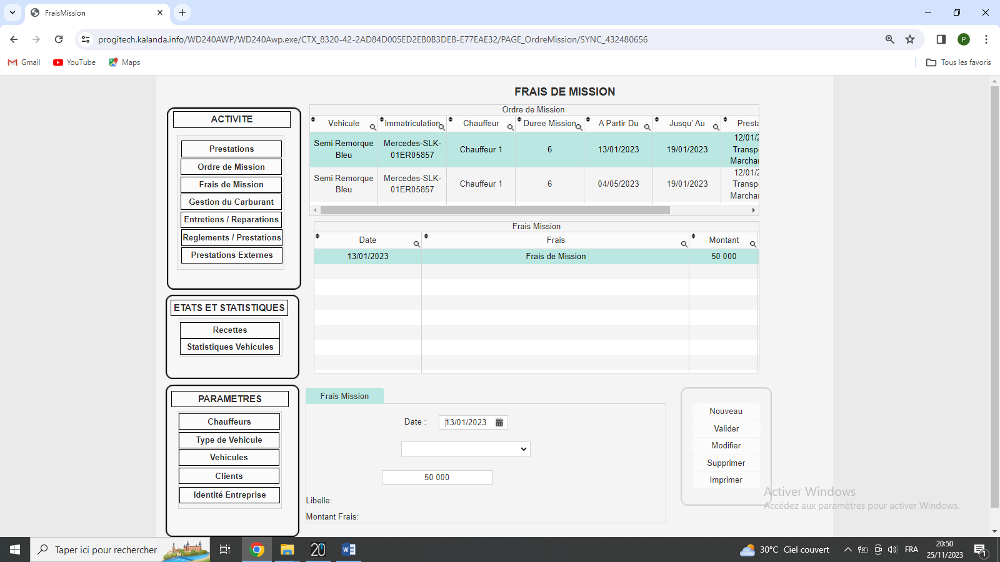 FraisMission
progitech.kalanda.info/WD240AWP/WD240Awp.exe/CTX_8320-42-2AD84D005ED2EB0B3DEB-E77EAE32/PAGE_OrdreMission/SYNC_432480656
P
Gmail YouTube Maps Tous les favoris
FRAIS DE MISSION
ACTIVITE
Prestations
Ordre de Mission
Frais de Mission
Gestion du Carburant
Entretiens / Reparations
Reglements / Prestations
Prestations Externes
ETATS ET STATISTIQUES
Recettes
Statistiques Vehicules
PARAMETRES
Chauffeurs
Type de Vehicule
Vehicules
Clients
Identité Entreprise
Ordre de Mission
Vehicule Immatriculation Chauffeur Duree Mission A Partir Du Jusqu' Au Presta
12/01/2
Semi Remorque Mercedes-SLK-
Chauffeur 1 6 13/01/2023 19/01/2023 Transp
Bleu 01ER05857
Marchar
12/01/2
Semi Remorque Mercedes-SLK-
Chauffeur 1 6 04/05/2023 19/01/2023 Transp
Bleu 01ER05857
Marchar
Frais Mission
Date Frais Montant
13/01/2023 Frais de Mission 50 000
Frais Mission
Date : 13/01/2023
50 000
Libelle:
Montant Frais:
Nouveau
Valider
Modifier
Supprimer
Imprimer
Activer Windows
Accédez aux paramètres pour activer Windows.
Taper ici pour rechercher
20
W
30°C Ciel couvert
FRA
20:50
25/11/2023
1